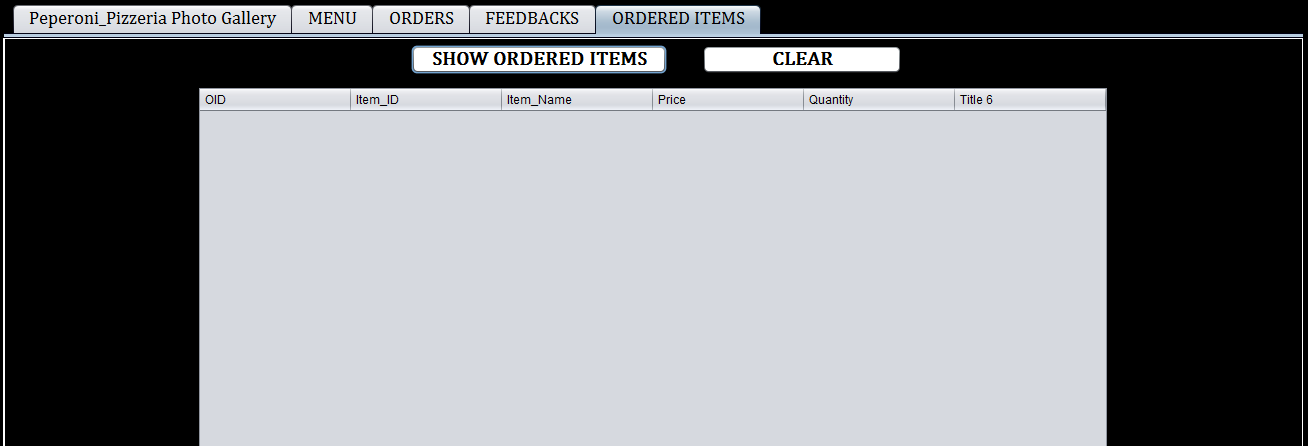 Peperoni_Pizzeria Photo Gallery MENU ORDERS FEEDBACKS ORDERED ITEMS
SHOW ORDERED ITEMS CLEAR
OID Item_ID Item_Name Price Quantity Title 6